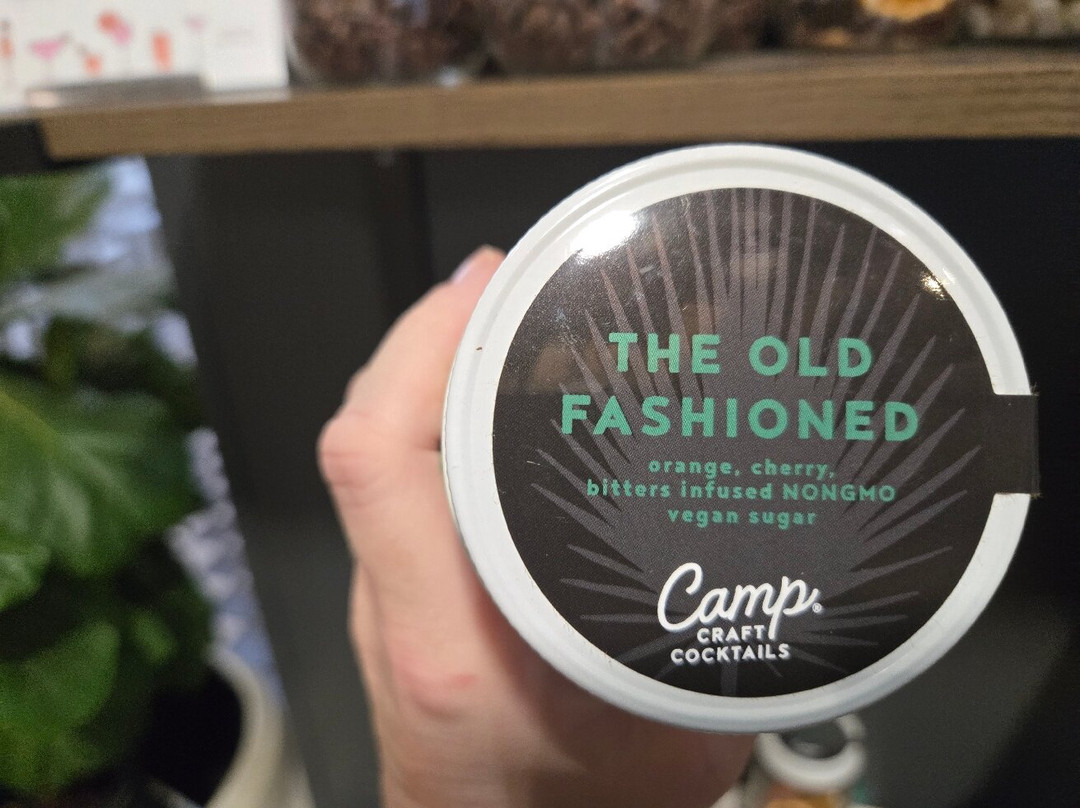 THE OLD
FASHIONED
orange, cherry,
bitters infused NONGMO
vegan sugar
Camp®
CRAFT
COCKTAILS